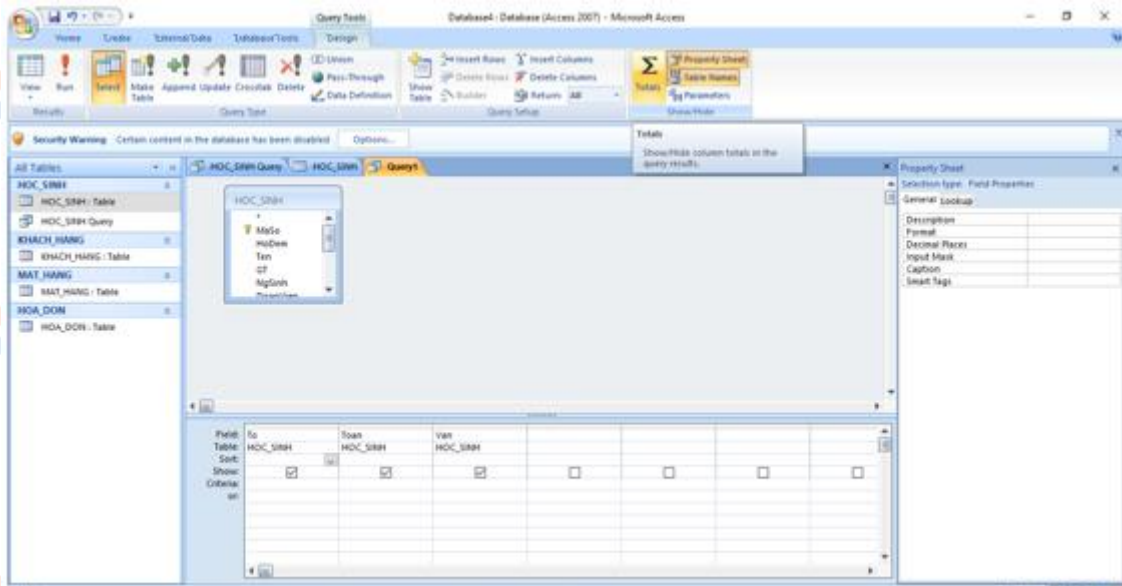 Query Tools
Database4 : Database (Access 2007) - Microsoft Access
Home Create External Data Database Tools Design
View
Run
Select
Make Table
Append
Update
Crosstab
Delete
Union
Pass-Through
Data Definition
Show Table
Insert Rows
Delete Rows
Builder
Insert Columns
Delete Columns
Return: All
Totals
Property Sheet
Table Names
Parameters
Results
Query Type
Query Setup
Show/Hide
Security Warning Certain content in the database has been disabled Options...
Totals
Show/Hide column totals in the query results.
All Tables
HOC_SINH
HOC_SINH : Table
HOC_SINH Query
KHACH_HANG
KHACH_HANG : Table
MAT_HANG
MAT_HANG : Table
HOA_DON
HOA_DON : Table
HOC_SINH Query
HOC_SINH
Query1
HOC_SINH
*
MaSo
HoDem
Ten
GT
NgSinh
Property Sheet
Selection type: Field Properties
General Lookup
Description
Format
Decimal Places
Input Mask
Caption
Smart Tags
Field: To Toan Van
Table: HOC_SINH HOC_SINH HOC_SINH
Sort:
Show:
Criteria:
or: